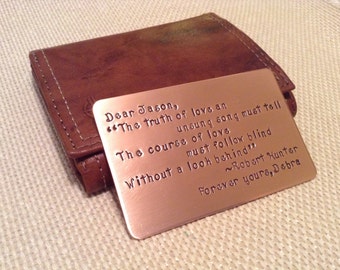 Dear Jason,
"The truth of love an
unsung song must tell
The course of love
must follow blind
Without a look behind"
~Robert Hunter
Forever yours, Debra